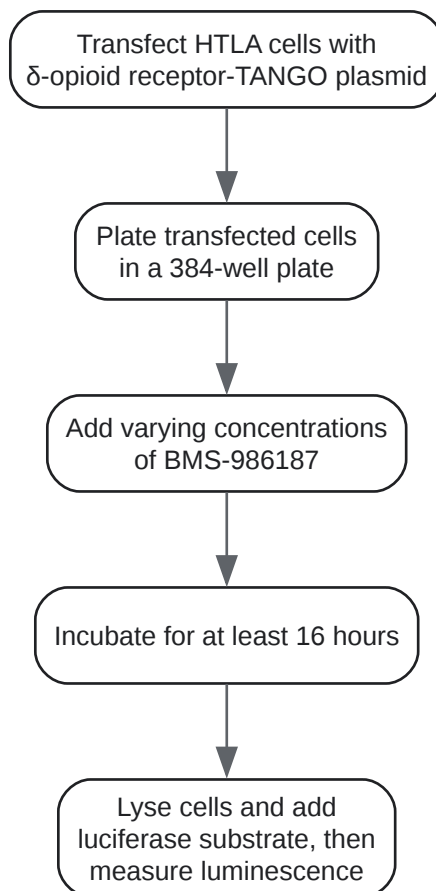 Transfect HTLA cells with
δ-opioid receptor-TANGO plasmid
Plate transfected cells
in a 384-well plate
Add varying concentrations
of BMS-986187
Incubate for at least 16 hours
Lyse cells and add
luciferase substrate, then
measure luminescence